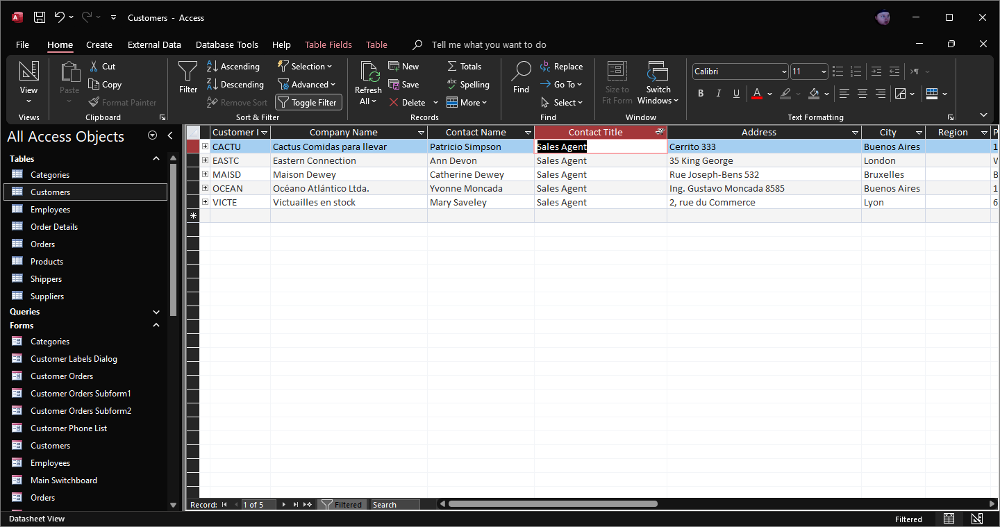 Customers - Access
File Home Create External Data Database Tools Help Table Fields Table Tell me what you want to do
View
Views
Paste
Cut
Copy
Format Painter
Clipboard
Filter
Ascending
Descending
Remove Sort
Selection
Advanced
Toggle Filter
Sort & Filter
Refresh
All
New
Save
Delete
Totals
Spelling
More
Records
Find
Replace
Go To
Select
Find
Size to
Fit Form
Switch
Windows
Window
Calibri 11
B I U A
Text Formatting
All Access Objects
Tables
Categories
Customers
Employees
Order Details
Orders
Products
Shippers
Suppliers
Queries
Forms
Categories
Customer Labels Dialog
Customer Orders
Customer Orders Subform1
Customer Orders Subform2
Customer Phone List
Customers
Employees
Main Switchboard
Orders
Customer I Company Name Contact Name Contact Title Address City Region P
CACTU Cactus Comidas para llevar Patricio Simpson Sales Agent Cerrito 333 Buenos Aires 1
EASTC Eastern Connection Ann Devon Sales Agent 35 King George London W
MAISD Maison Dewey Catherine Dewey Sales Agent Rue Joseph-Bens 532 Bruxelles B
OCEAN Océano Atlántico Ltda. Yvonne Moncada Sales Agent Ing. Gustavo Moncada 8585 Buenos Aires 1
VICTE Victuailles en stock Mary Saveley Sales Agent 2, rue du Commerce Lyon 6
Record: 1 of 5 Filtered Search
Datasheet View Filtered